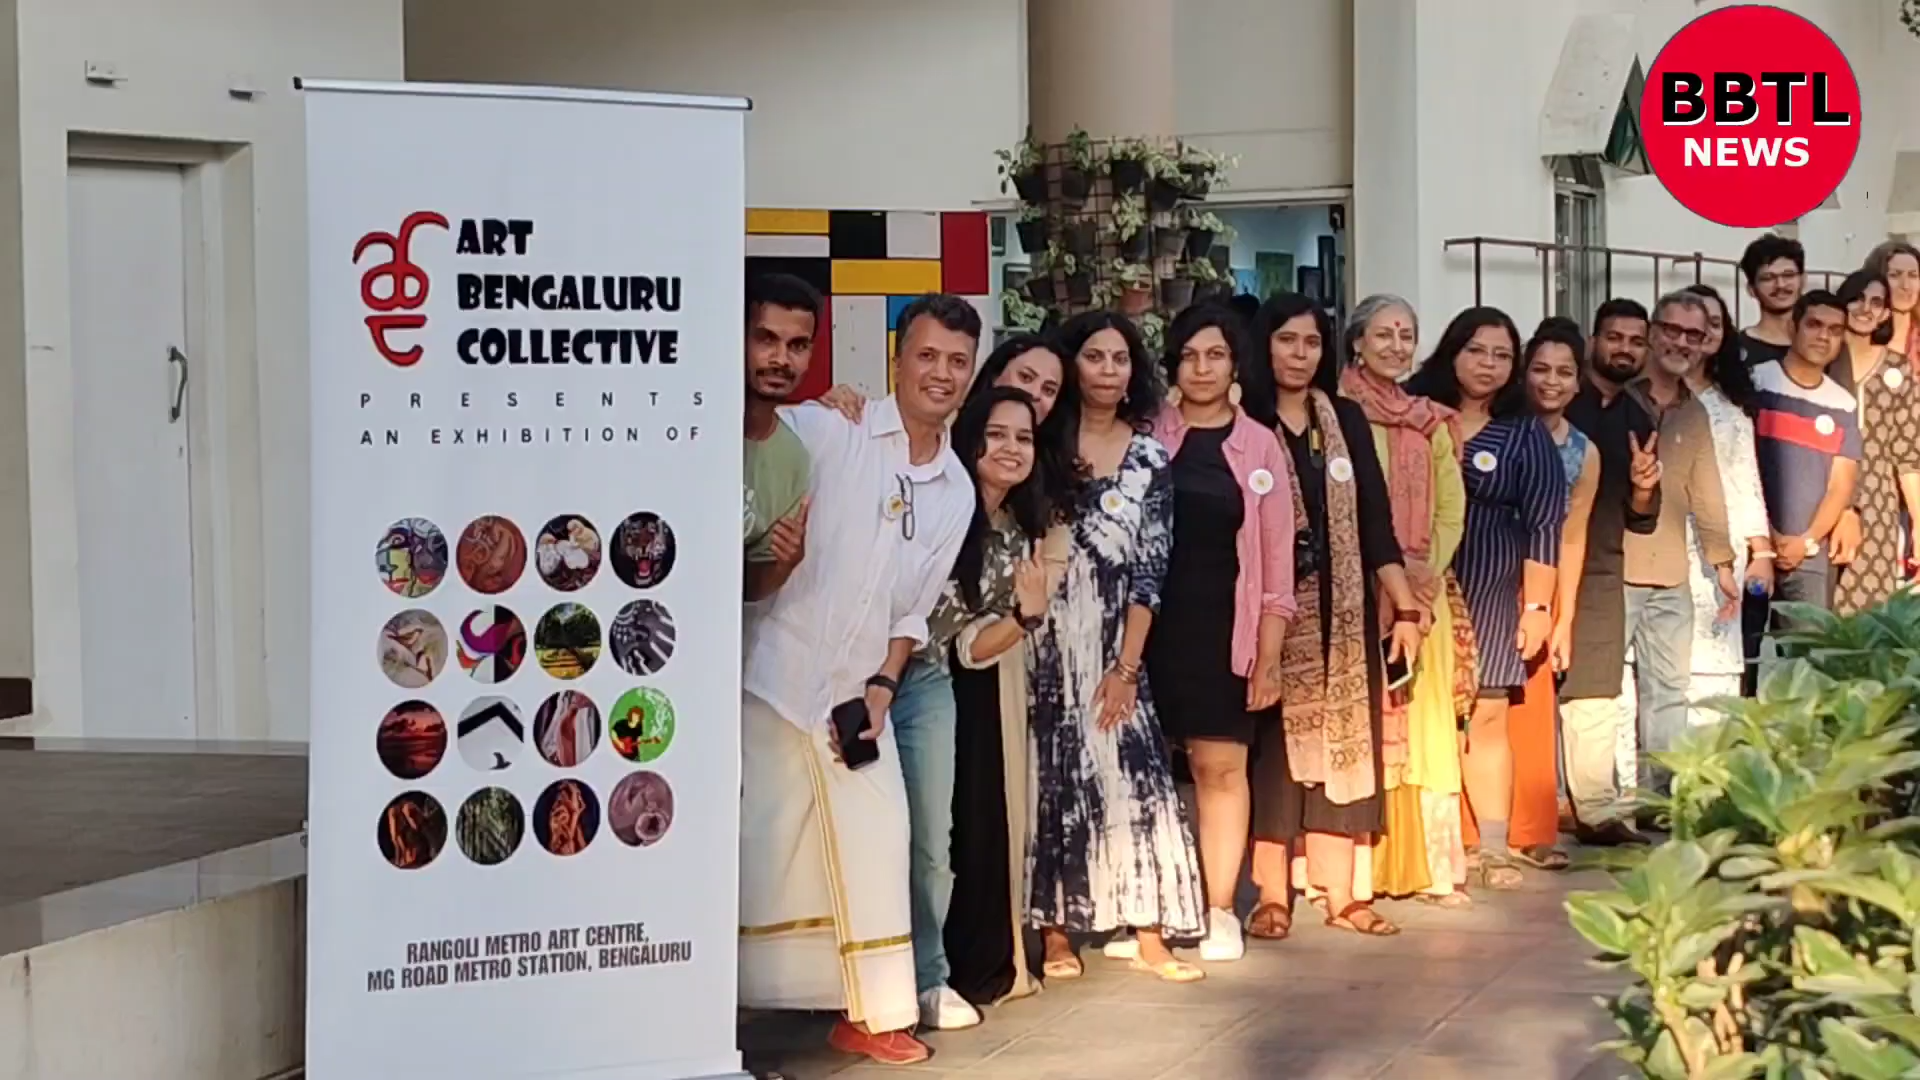 ART
BENGALURU
COLLECTIVE
PRESENTS
AN EXHIBITION OF
RANGOLI METRO ART CENTRE,
MG ROAD METRO STATION, BENGALURU
BBTL
NEWS